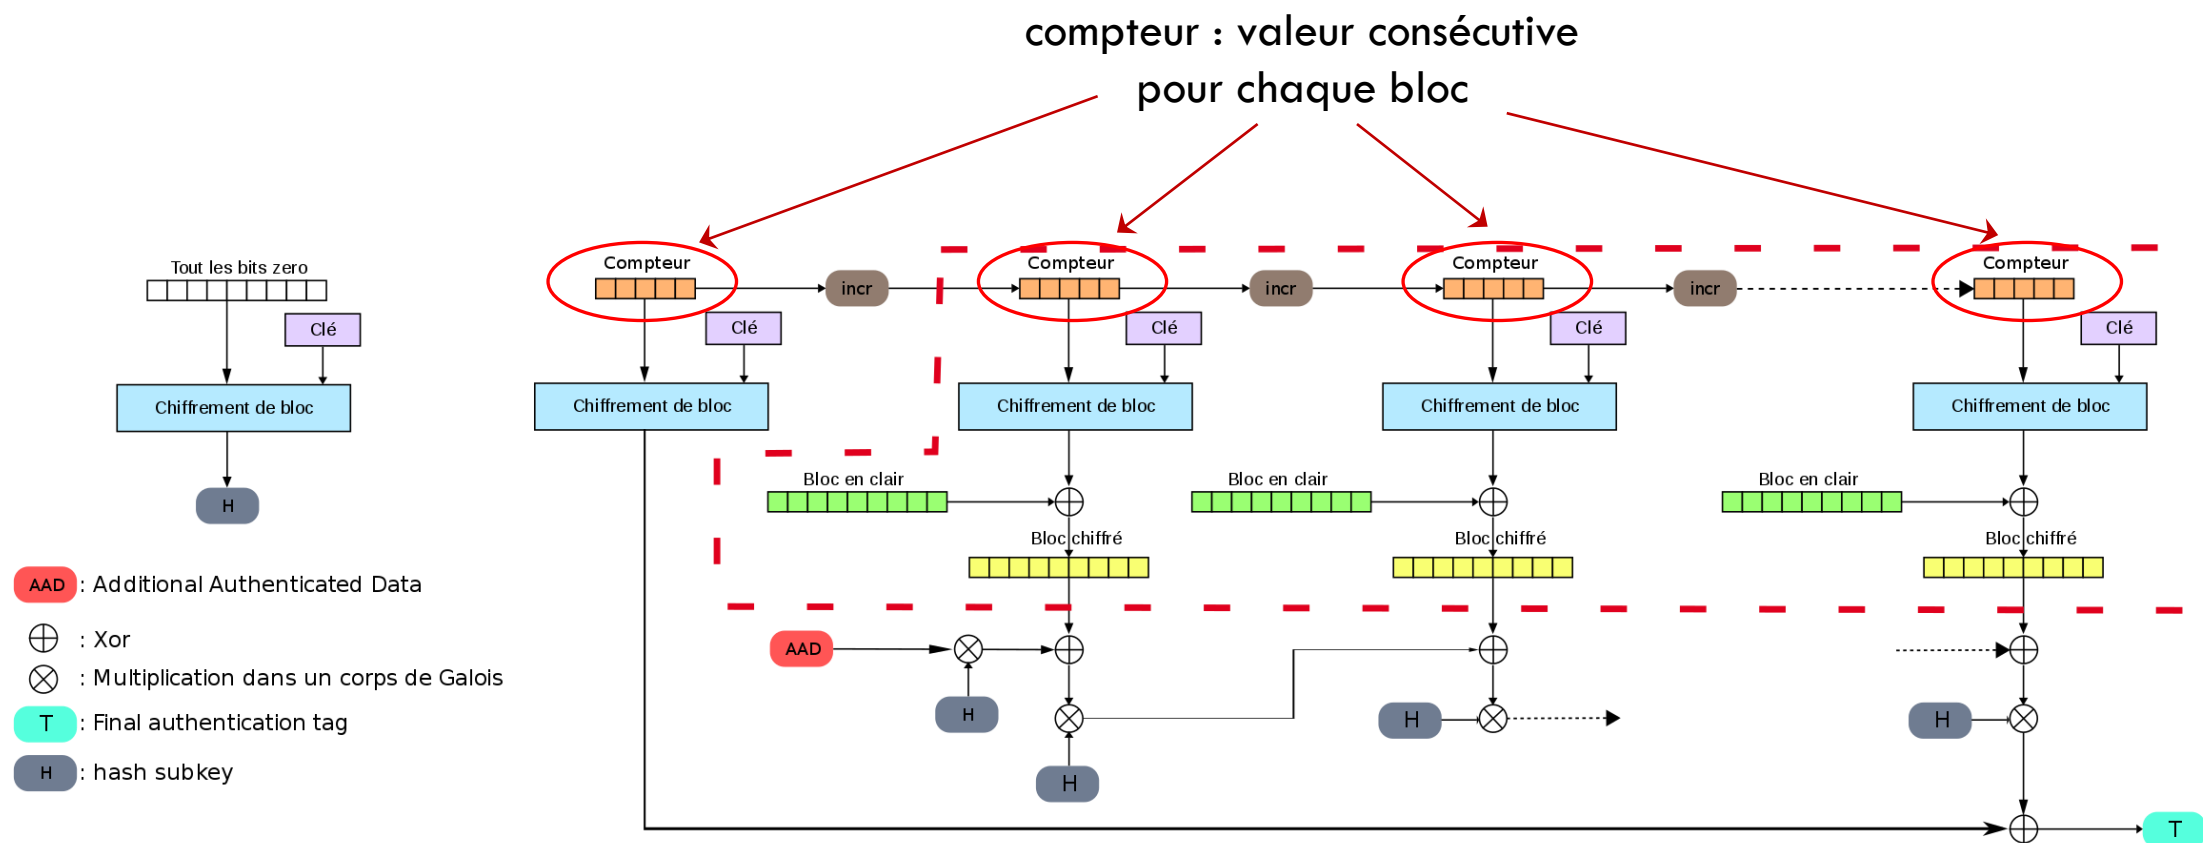 compteur : valeur consécutive
pour chaque bloc
Tout les bits zero
Compteur
Compteur
Compteur
Compteur
incr
incr
incr
Clé
Clé
Clé
Clé
Clé
Chiffrement de bloc
Chiffrement de bloc
Chiffrement de bloc
Chiffrement de bloc
Chiffrement de bloc
Bloc en clair
Bloc en clair
Bloc en clair
H
Bloc chiffré
Bloc chiffré
Bloc chiffré
AAD : Additional Authenticated Data
: Xor
: Multiplication dans un corps de Galois
T : Final authentication tag
H : hash subkey
AAD
H
H
H
H
T